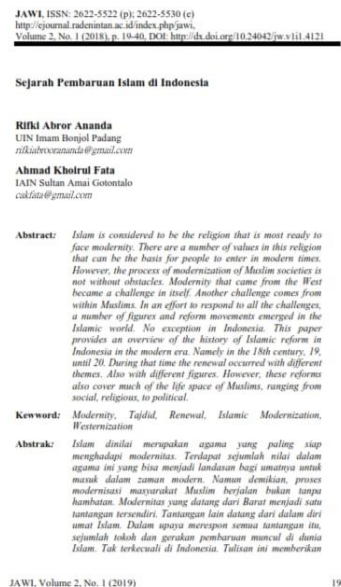 JAWI, ISSN: 2622-5522 (p); 2622-5530 (e)
http://ejournal.radenintan.ac.id/index.php/jawi,
Volume 2, No. 1 (2018), p. 19-40, DOI: http://dx.doi.org/10.24042/jw.v1i1.4121
Sejarah Pembaruan Islam di Indonesia
Rifki Abror Ananda
UIN Imam Bonjol Padang
rifkiabrorananda@gmail.com
Ahmad Khoirul Fata
IAIN Sultan Amai Gotontalo
cakfata@gmail.com
Abstract: Islam is considered to be the religion that is most ready to
face modernity. There are a number of values in this religion
that can be the basis for people to enter in modern times.
However, the process of modernization of Muslim societies is
not without obstacles. Modernity that came from the West
became a challenge in itself. Another challenge comes from
within Muslims. In an effort to respond to all the challenges,
a number of figures and reform movements emerged in the
Islamic world. No exception in Indonesia. This paper
provides an overview of the history of Islamic reform in
Indonesia in the modern era. Namely in the 18th century, 19,
until 20. During that time the renewal occurred with different
themes. Also with different figures. However, these reforms
also cover much of the life space of Muslims, ranging from
social, religious, to political.
Keyword: Modernity, Tajdid, Renewal, Islamic Modernization,
Westernization
Abstrak: Islam dinilai merupakan agama yang paling siap
menghadapi modernitas. Terdapat sejumlah nilai dalam
agama ini yang bisa menjadi landasan bagi umatnya untuk
masuk dalam zaman modern. Namun demikian, proses
modernisasi masyarakat Muslim berjalan bukan tanpa
hambatan. Modernitas yang datang dari Barat menjadi satu
tantangan tersendiri. Tantangan lain datang dari dalam diri
umat Islam. Dalam upaya merespon semua tantangan itu,
sejumlah tokoh dan gerakan pembaruan muncul di dunia
Islam. Tak terkecuali di Indonesia. Tulisan ini memberikan
JAWI, Volume 2, No. 1 (2019) 19